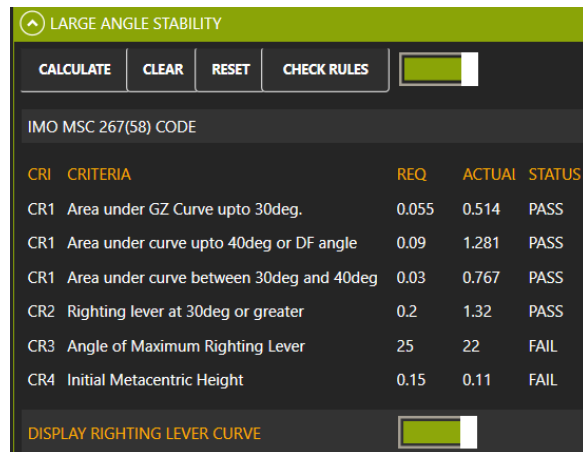 LARGE ANGLE STABILITY
CALCULATE CLEAR RESET CHECK RULES
IMO MSC 267(58) CODE
CRI CRITERIA REQ ACTUAL STATUS
CR1 Area under GZ Curve upto 30deg. 0.055 0.514 PASS
CR1 Area under curve upto 40deg or DF angle 0.09 1.281 PASS
CR1 Area under curve between 30deg and 40deg 0.03 0.767 PASS
CR2 Righting lever at 30deg or greater 0.2 1.32 PASS
CR3 Angle of Maximum Righting Lever 25 22 FAIL
CR4 Initial Metacentric Height 0.15 0.11 FAIL
DISPLAY RIGHTING LEVER CURVE